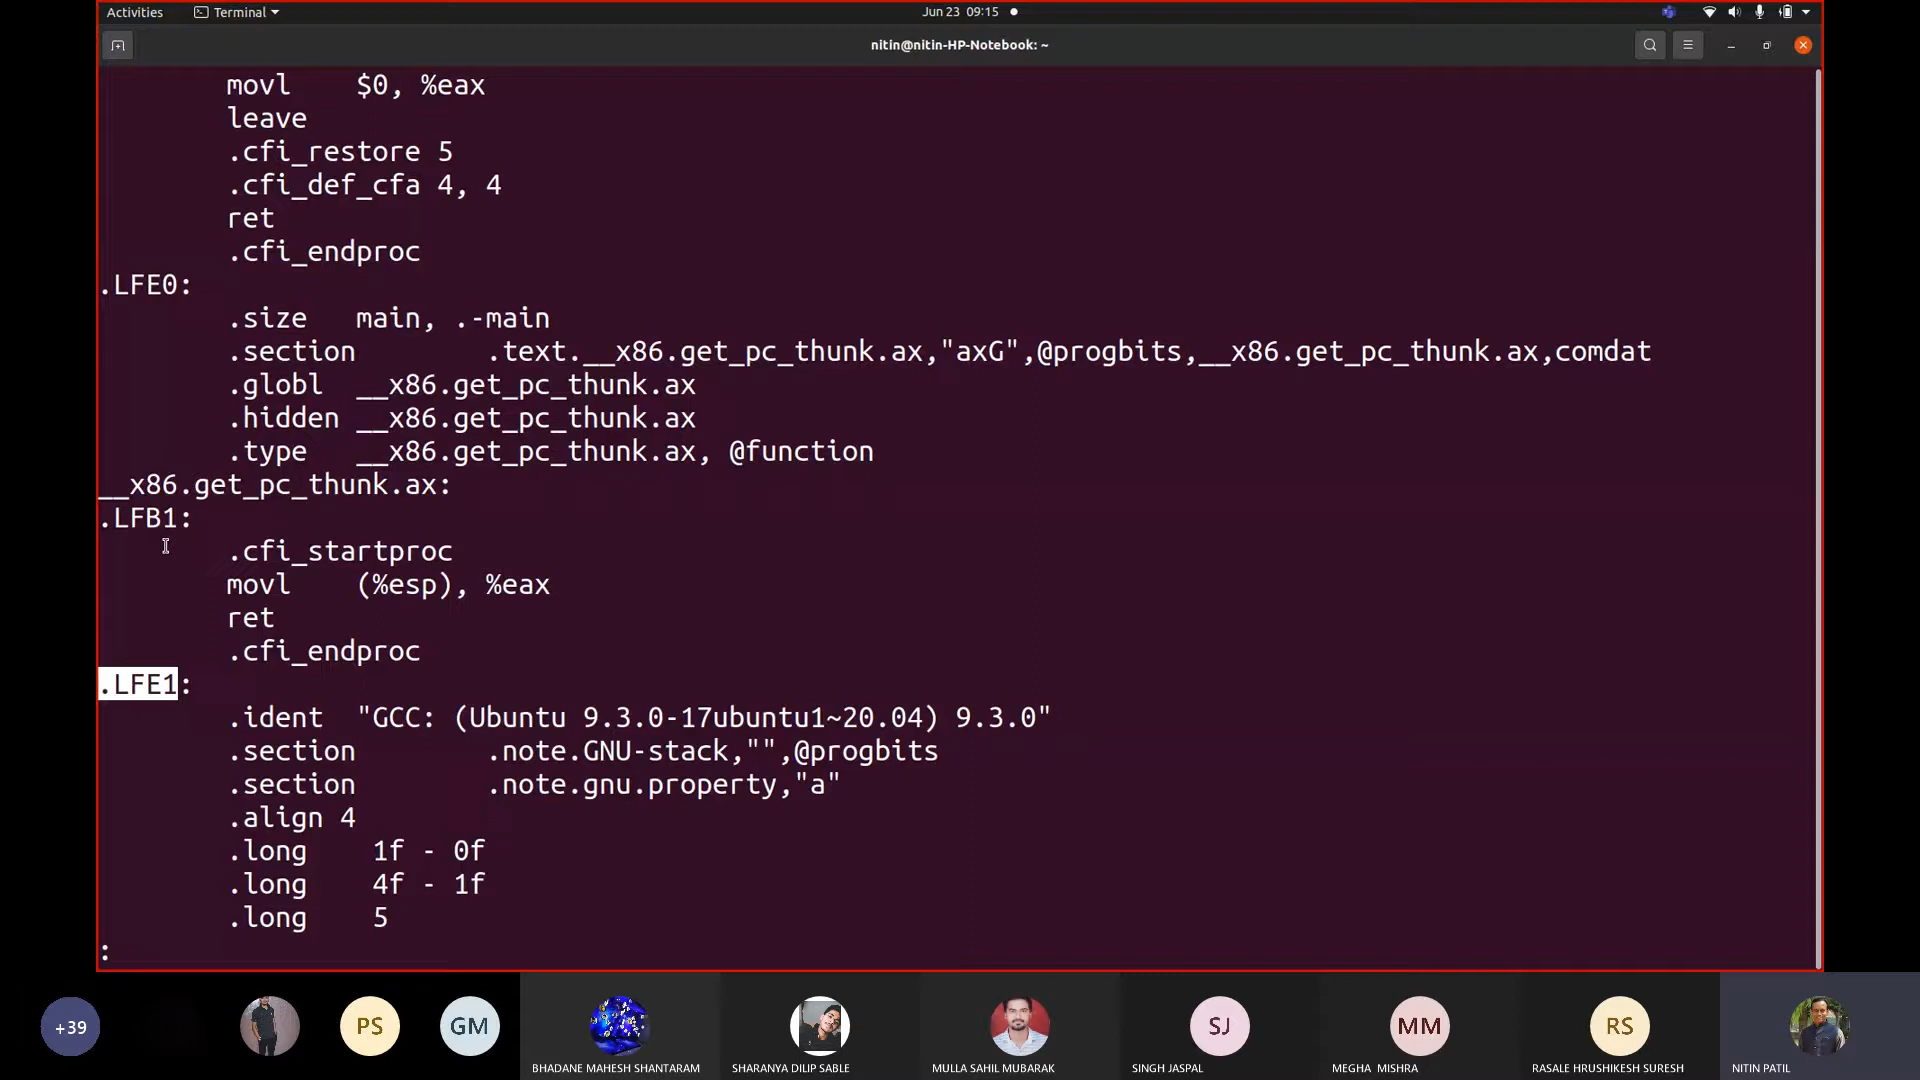 Activities Terminal Jun 23 09:15
nitin@nitin-HP-Notebook: ~
movl $0, %eax
leave
.cfi_restore 5
.cfi_def_cfa 4, 4
ret
.cfi_endproc
.LFE0:
.size main, .-main
.section .text.__x86.get_pc_thunk.ax,"axG",@progbits,__x86.get_pc_thunk.ax,comdat
.globl __x86.get_pc_thunk.ax
.hidden __x86.get_pc_thunk.ax
.type __x86.get_pc_thunk.ax, @function
__x86.get_pc_thunk.ax:
.LFB1:
.cfi_startproc
movl (%esp), %eax
ret
.cfi_endproc
.LFE1:
.ident "GCC: (Ubuntu 9.3.0-17ubuntu1~20.04) 9.3.0"
.section .note.GNU-stack,"",@progbits
.section .note.gnu.property,"a"
.align 4
.long 1f - 0f
.long 4f - 1f
.long 5
:
+39 PS GM SJ MM RS
BHADANE MAHESH SHANTARAM SHARANYA DILIP SABLE MULLA SAHIL MUBARAK SINGH JASPAL MEGHA MISHRA RASALE HRUSHIKESH SURESH NITIN PATIL